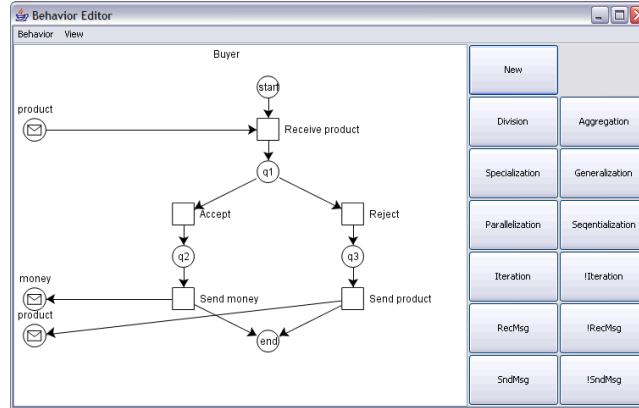 Behavior Editor
Behavior View
Buyer
start
product
Receive product
q1
Accept
Reject
q2
q3
money
Send money
Send product
product
end
New
Division
Aggregation
Specialization
Generalization
Parallelization
Seqentialization
Iteration
!Iteration
RecMsg
!RecMsg
SndMsg
!SndMsg